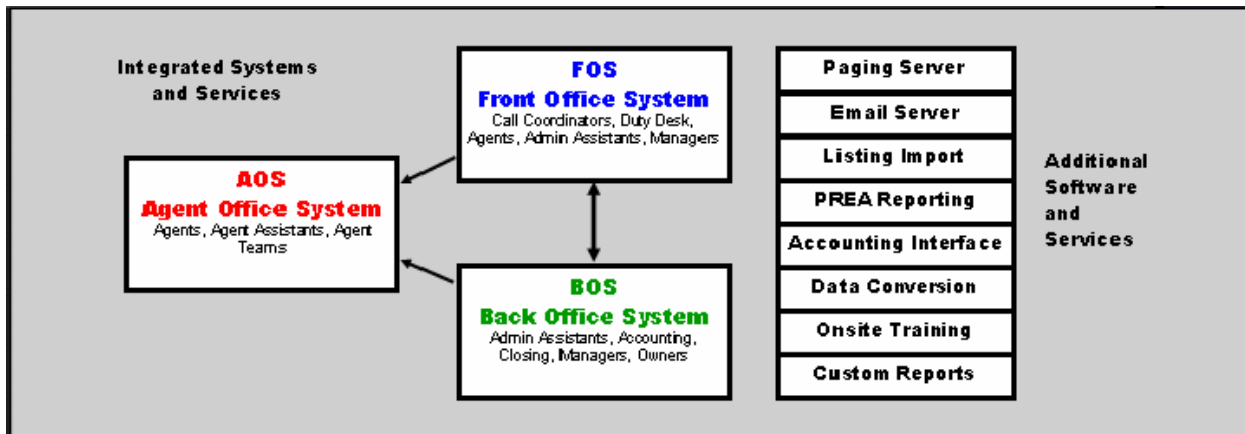 Integrated Systems
and Services
FOS
Front Office System
Call Coordinators, Duty Desk,
Agents, Admin Assistants, Managers
AOS
Agent Office System
Agents, Agent Assistants, Agent
Teams
BOS
Back Office System
Admin Assistants, Accounting,
Closing, Managers, Owners
Paging Server
Email Server
Listing Import
PREA Reporting
Accounting Interface
Data Conversion
Onsite Training
Custom Reports
Additional
Software
and
Services